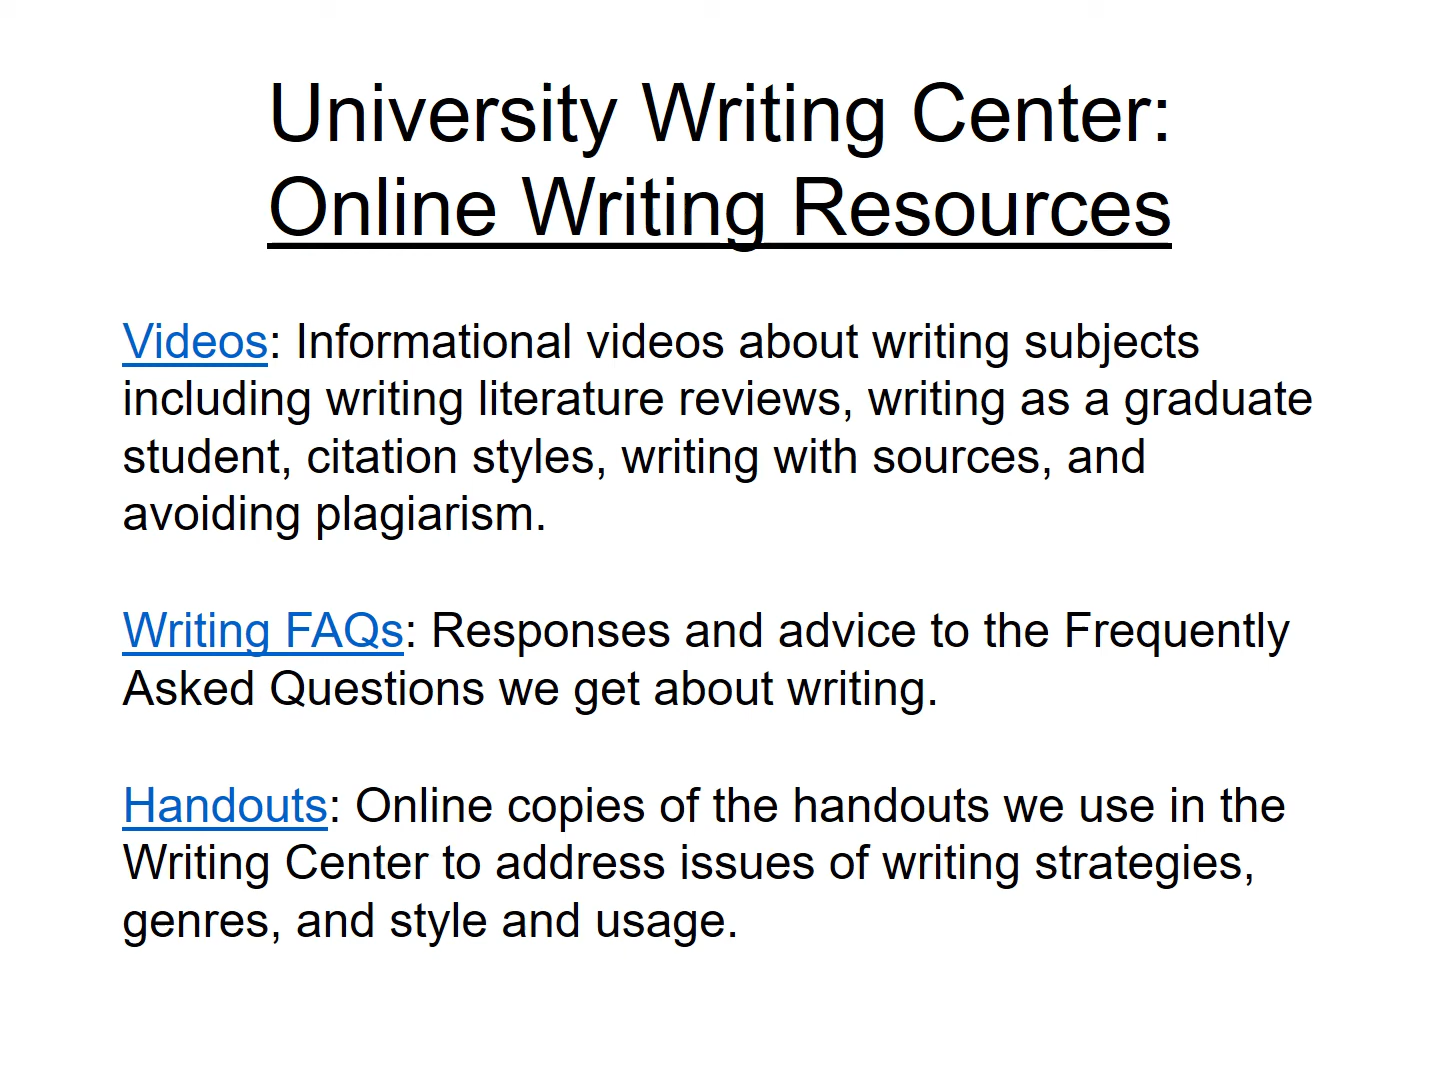 University Writing Center:
Online Writing Resources
Videos: Informational videos about writing subjects
including writing literature reviews, writing as a graduate
student, citation styles, writing with sources, and
avoiding plagiarism.
Writing FAQs: Responses and advice to the Frequently
Asked Questions we get about writing.
Handouts: Online copies of the handouts we use in the
Writing Center to address issues of writing strategies,
genres, and style and usage.